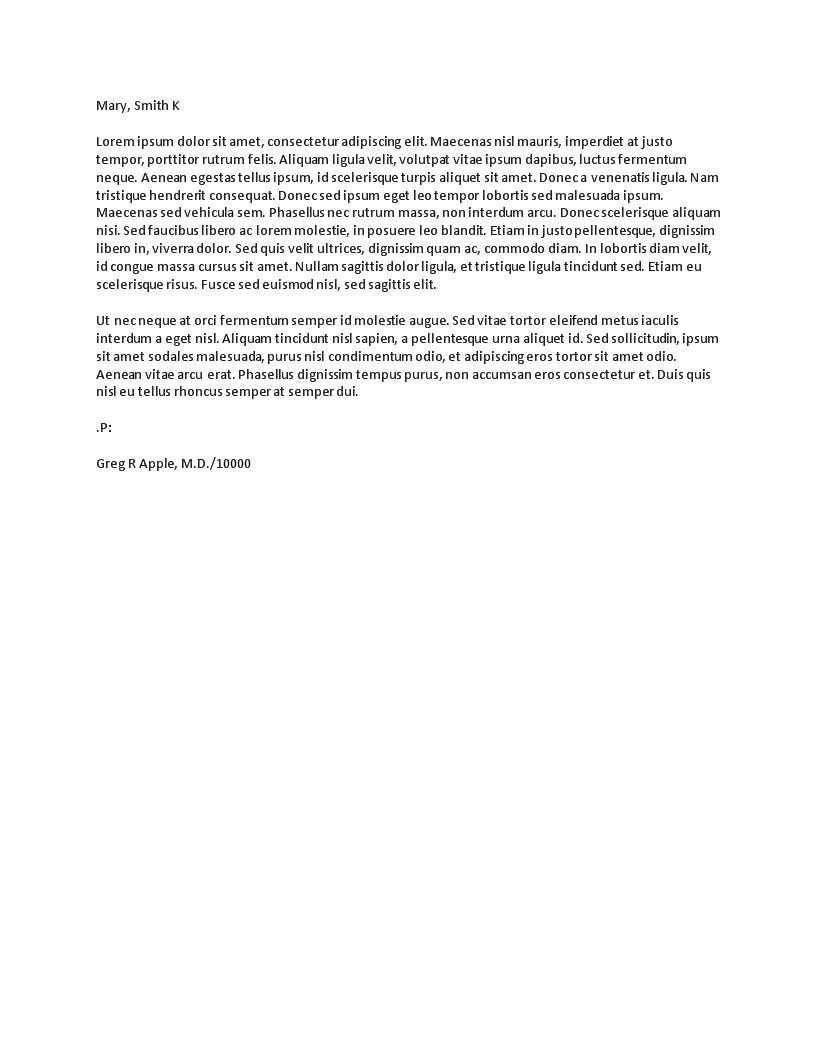 Mary, Smith K
Lorem ipsum dolor sit amet, consectetur adipiscing elit. Maecenas nisl mauris, imperdiet at justo
tempor, porttitor rutrum felis. Aliquam ligula velit, volutpat vitae ipsum dapibus, luctus fermentum
neque. Aenean egestas tellus ipsum, id scelerisque turpis aliquet sit amet. Donec a venenatis ligula. Nam
tristique hendrerit consequat. Donec sed ipsum eget leo tempor lobortis sed malesuada ipsum.
Maecenas sed vehicula sem. Phasellus nec rutrum massa, non interdum arcu. Donec scelerisque aliquam
nisi. Sed faucibus libero ac lorem molestie, in posuere leo blandit. Etiam in justo pellentesque, dignissim
libero in, viverra dolor. Sed quis velit ultrices, dignissim quam ac, commodo diam. In lobortis diam velit,
id congue massa cursus sit amet. Nullam sagittis dolor ligula, et tristique ligula tincidunt sed. Etiam eu
scelerisque risus. Fusce sed euismod nisl, sed sagittis elit.
Ut nec neque at orci fermentum semper id molestie augue. Sed vitae tortor eleifend metus iaculis
interdum a eget nisl. Aliquam tincidunt nisl sapien, a pellentesque urna aliquet id. Sed sollicitudin, ipsum
sit amet sodales malesuada, purus nisl condimentum odio, et adipiscing eros tortor sit amet odio.
Aenean vitae arcu erat. Phasellus dignissim tempus purus, non accumsan eros consectetur et. Duis quis
nisl eu tellus rhoncus semper at semper dui.
.P:
Greg R Apple, M.D./10000